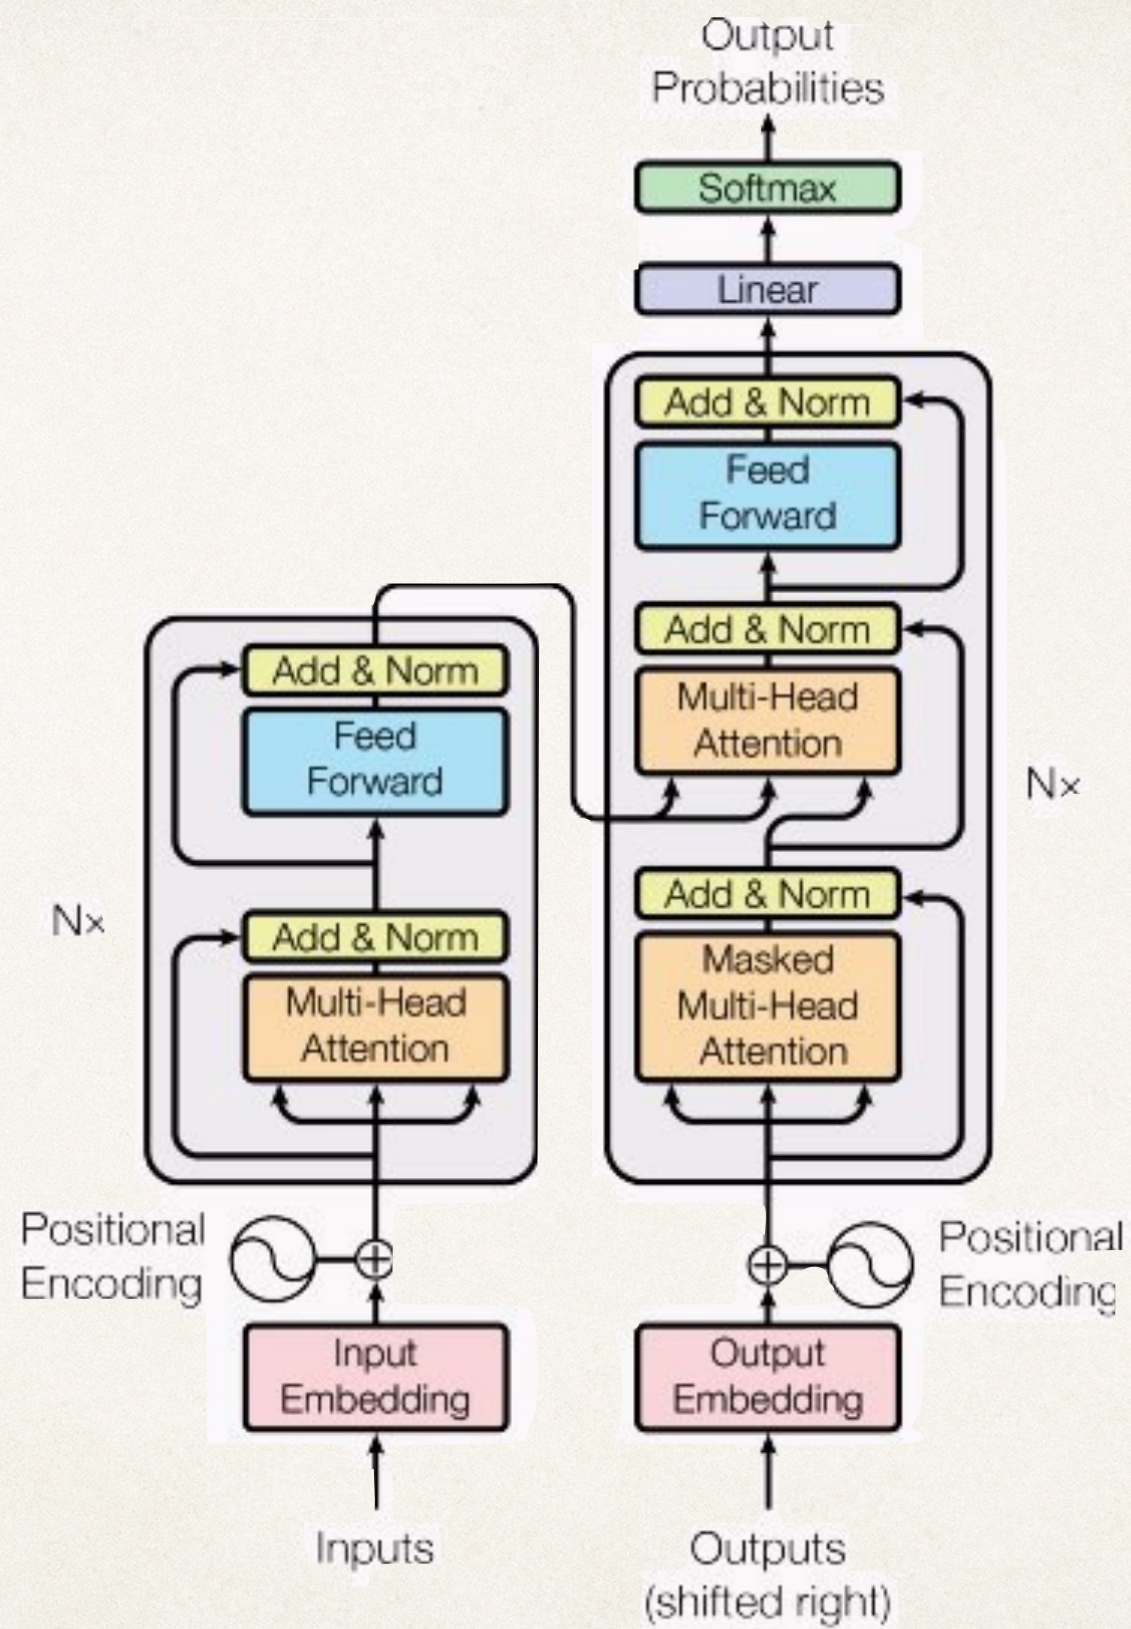 Output
Probabilities
Softmax
Linear
Add & Norm
Feed
Forward
Add & Norm
Multi-Head
Attention
Add & Norm
Masked
Multi-Head
Attention
Nx
Add & Norm
Feed
Forward
Add & Norm
Multi-Head
Attention
Nx
Positional
Encoding
Positional
Encoding
Input
Embedding
Output
Embedding
Inputs
Outputs
(shifted right)